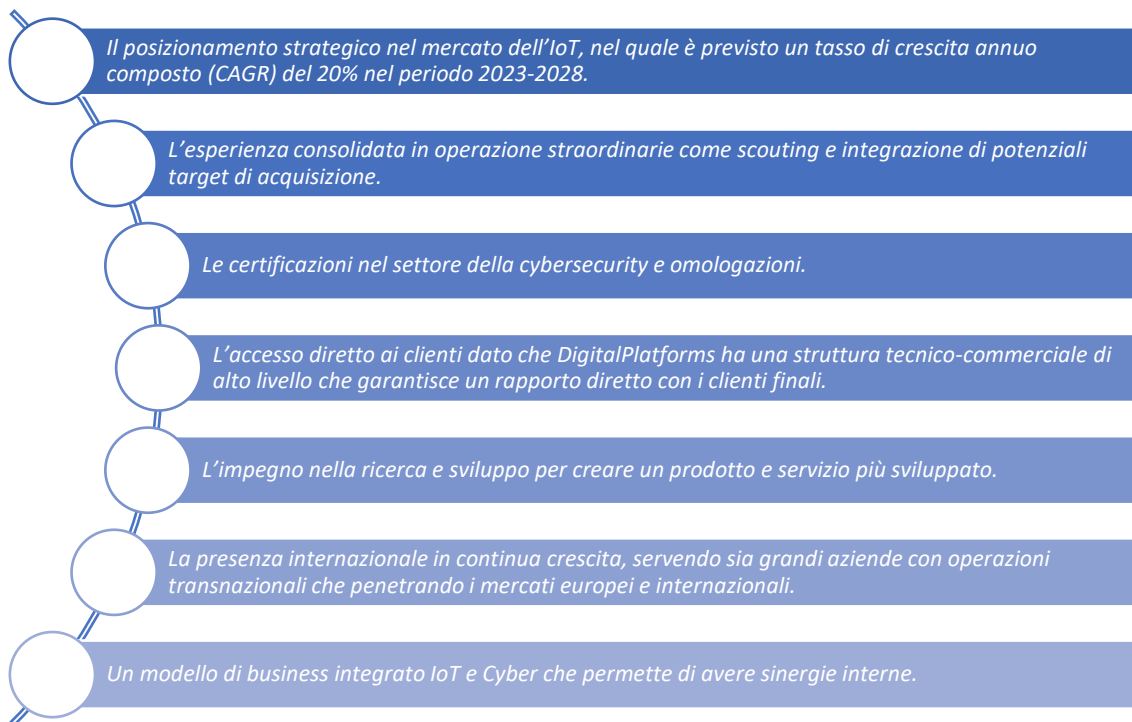 Il posizionamento strategico nel mercato dell’IoT, nel quale è previsto un tasso di crescita annuo
composto (CAGR) del 20% nel periodo 2023-2028.
L’esperienza consolidata in operazione straordinarie come scouting e integrazione di potenziali
target di acquisizione.
Le certificazioni nel settore della cybersecurity e omologazioni.
L’accesso diretto ai clienti dato che DigitalPlatforms ha una struttura tecnico-commerciale di
alto livello che garantisce un rapporto diretto con i clienti finali.
L’impegno nella ricerca e sviluppo per creare un prodotto e servizio più sviluppato.
La presenza internazionale in continua crescita, servendo sia grandi aziende con operazioni
transnazionali che penetrando i mercati europei e internazionali.
Un modello di business integrato IoT e Cyber che permette di avere sinergie interne.